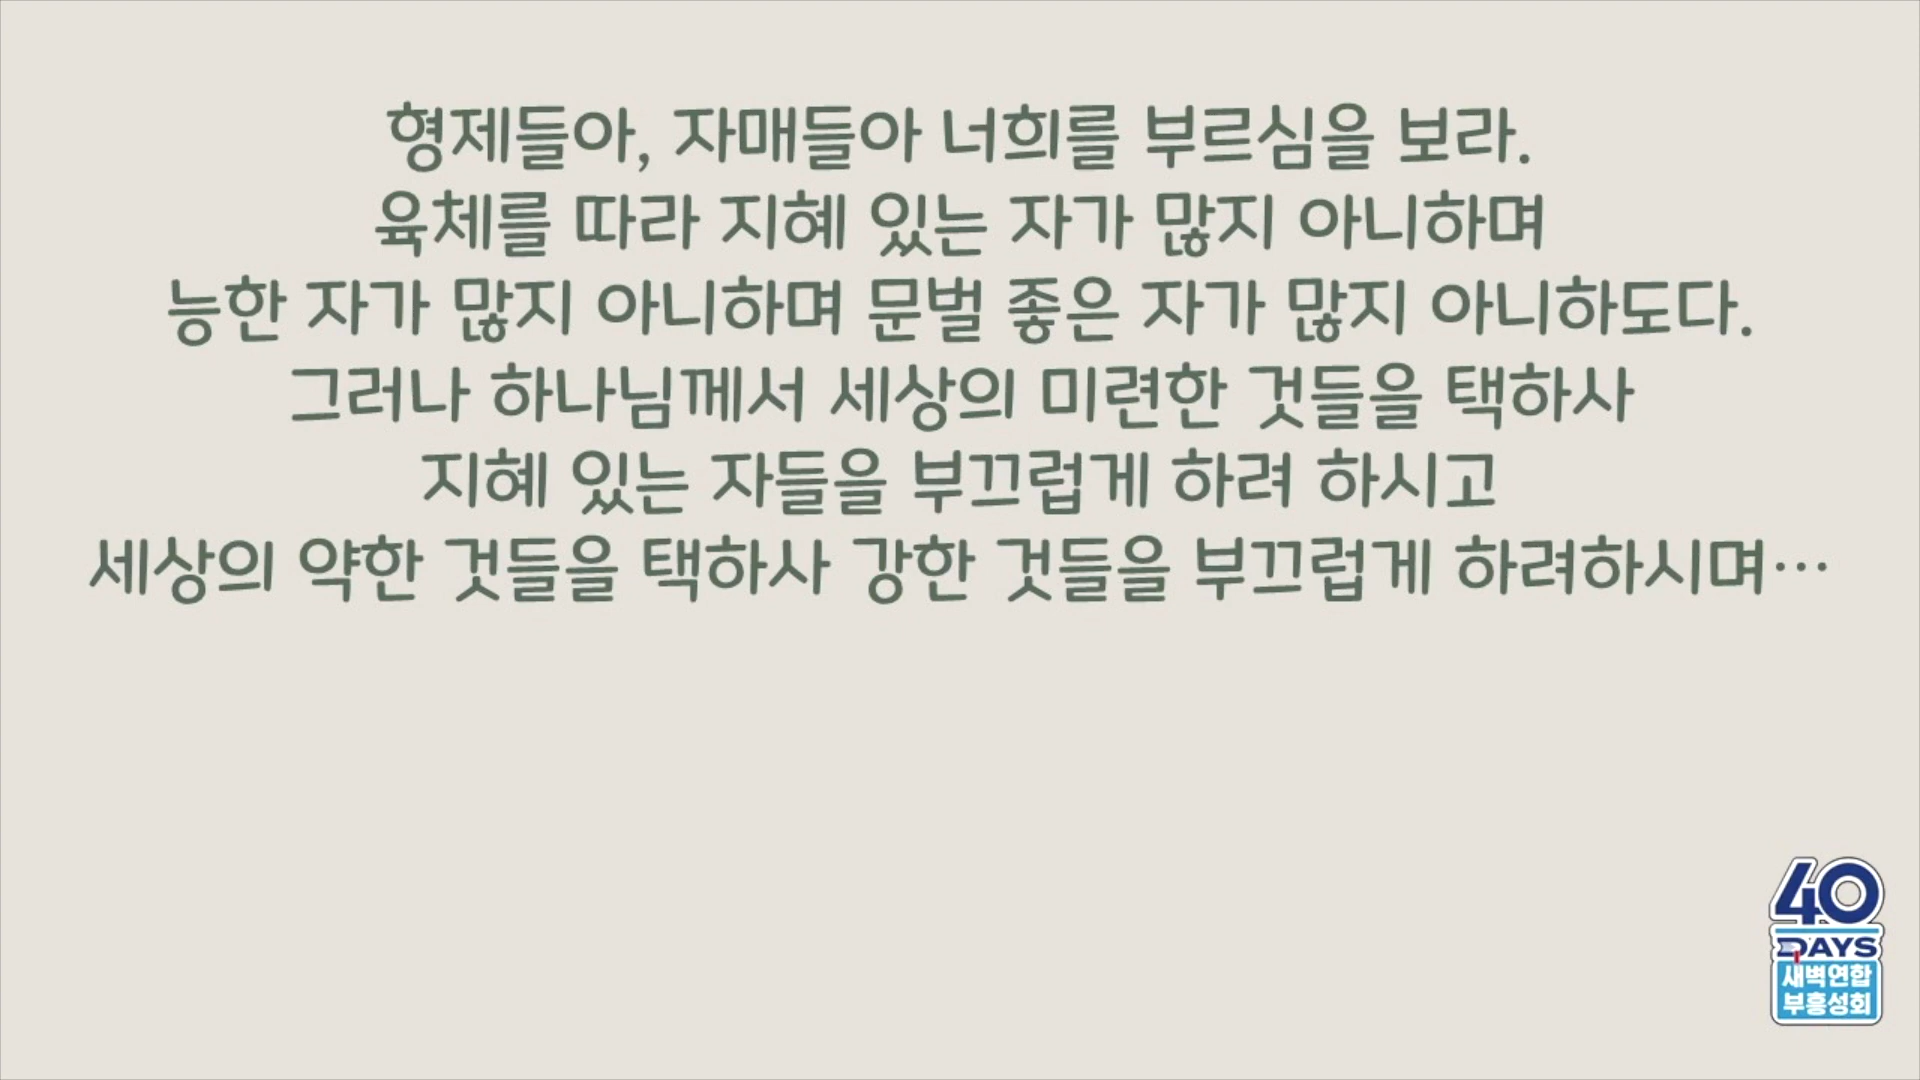 형제들아, 자매들아 너희를 부르심을 보라.
육체를 따라 지혜 있는 자가 많지 아니하며
능한 자가 많지 아니하며 문벌 좋은 자가 많지 아니하도다.
그러나 하나님께서 세상의 미련한 것들을 택하사
지혜 있는 자들을 부끄럽게 하려 하시고
세상의 약한 것들을 택하사 강한 것들을 부끄럽게 하려하시며…
40
DAYS
새벽연합
부흥성회